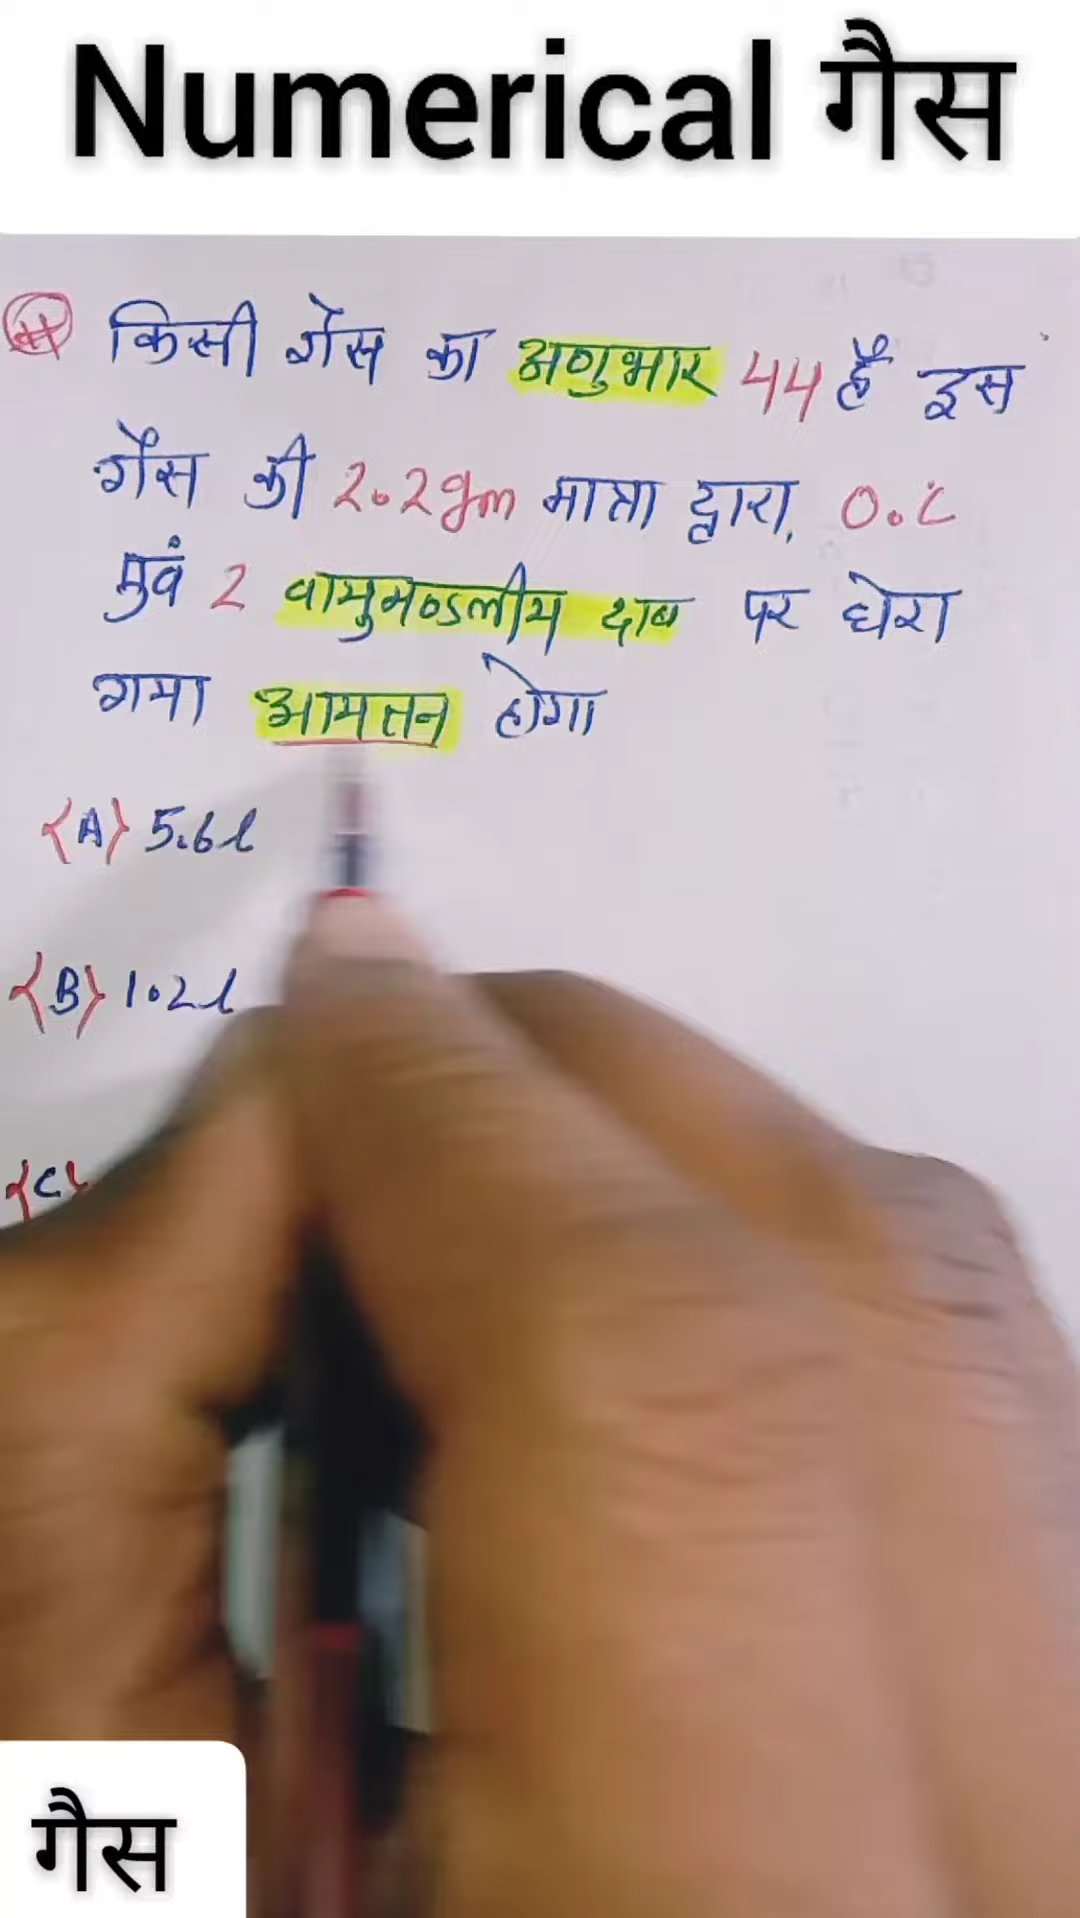 Numerical गैस
# किसी गैस का अणुभार 44 है इस
गैस की 2.2gm मात्रा द्वारा, 0.c
एवं 2 वायुमण्डलीय दाब पर घेरा
गया आयतन होगा
{A} 5.6l
{B} 1.2l
{C}
गैस